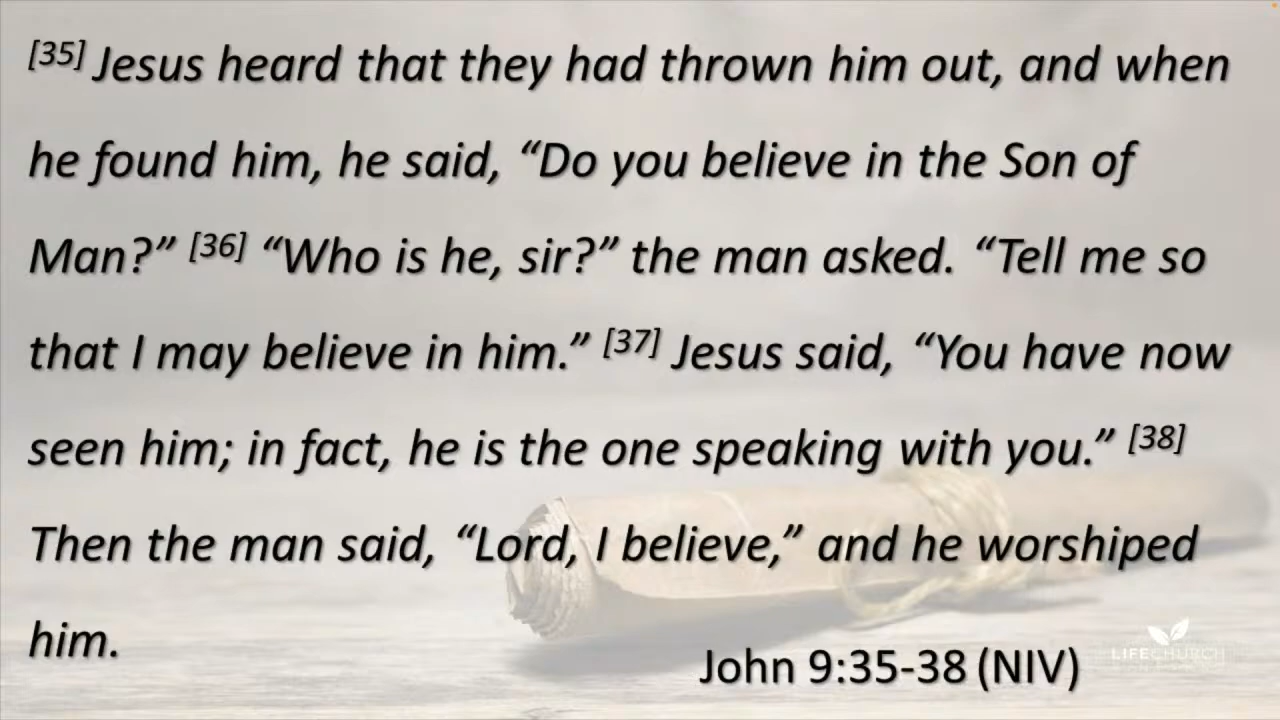 [35] Jesus heard that they had thrown him out, and when
he found him, he said, “Do you believe in the Son of
Man?” [36] “Who is he, sir?” the man asked. “Tell me so
that I may believe in him.” [37] Jesus said, “You have now
seen him; in fact, he is the one speaking with you.” [38]
Then the man said, “Lord, I believe,” and he worshiped
him.
John 9:35-38 (NIV)
LIFECHURCH